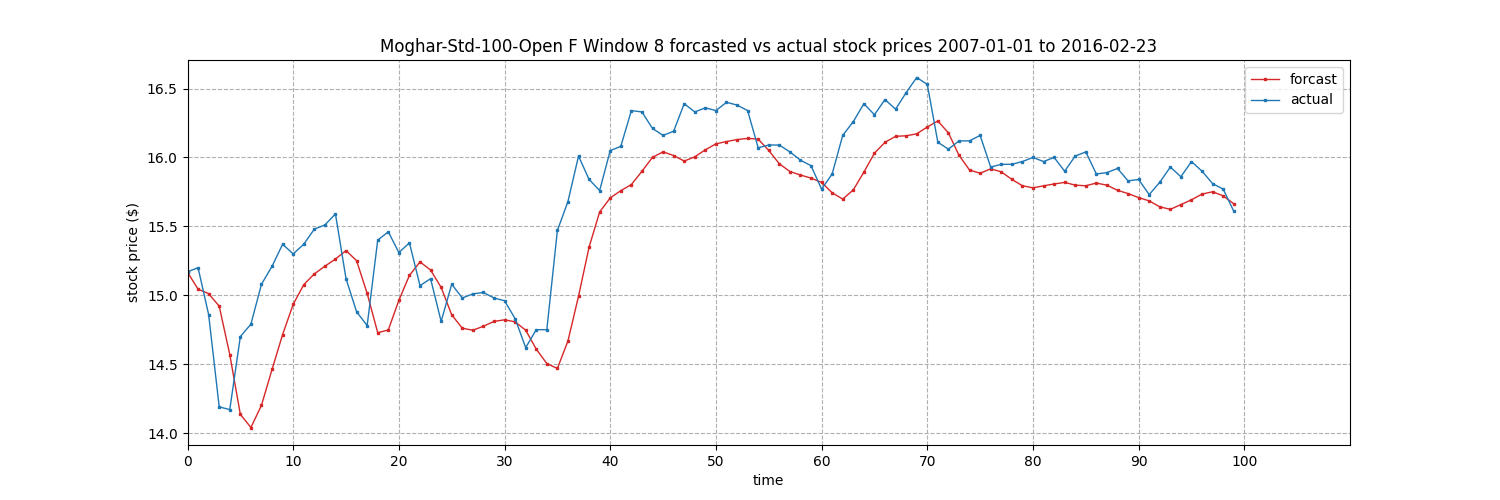 Moghar-Std-100-Open F Window 8 forcasted vs actual stock prices 2007-01-01 to 2016-02-23
forcast
actual
16.5
16.0
15.5
15.0
14.5
14.0
stock price ($)
0 10 20 30 40 50 60 70 80 90 100
time